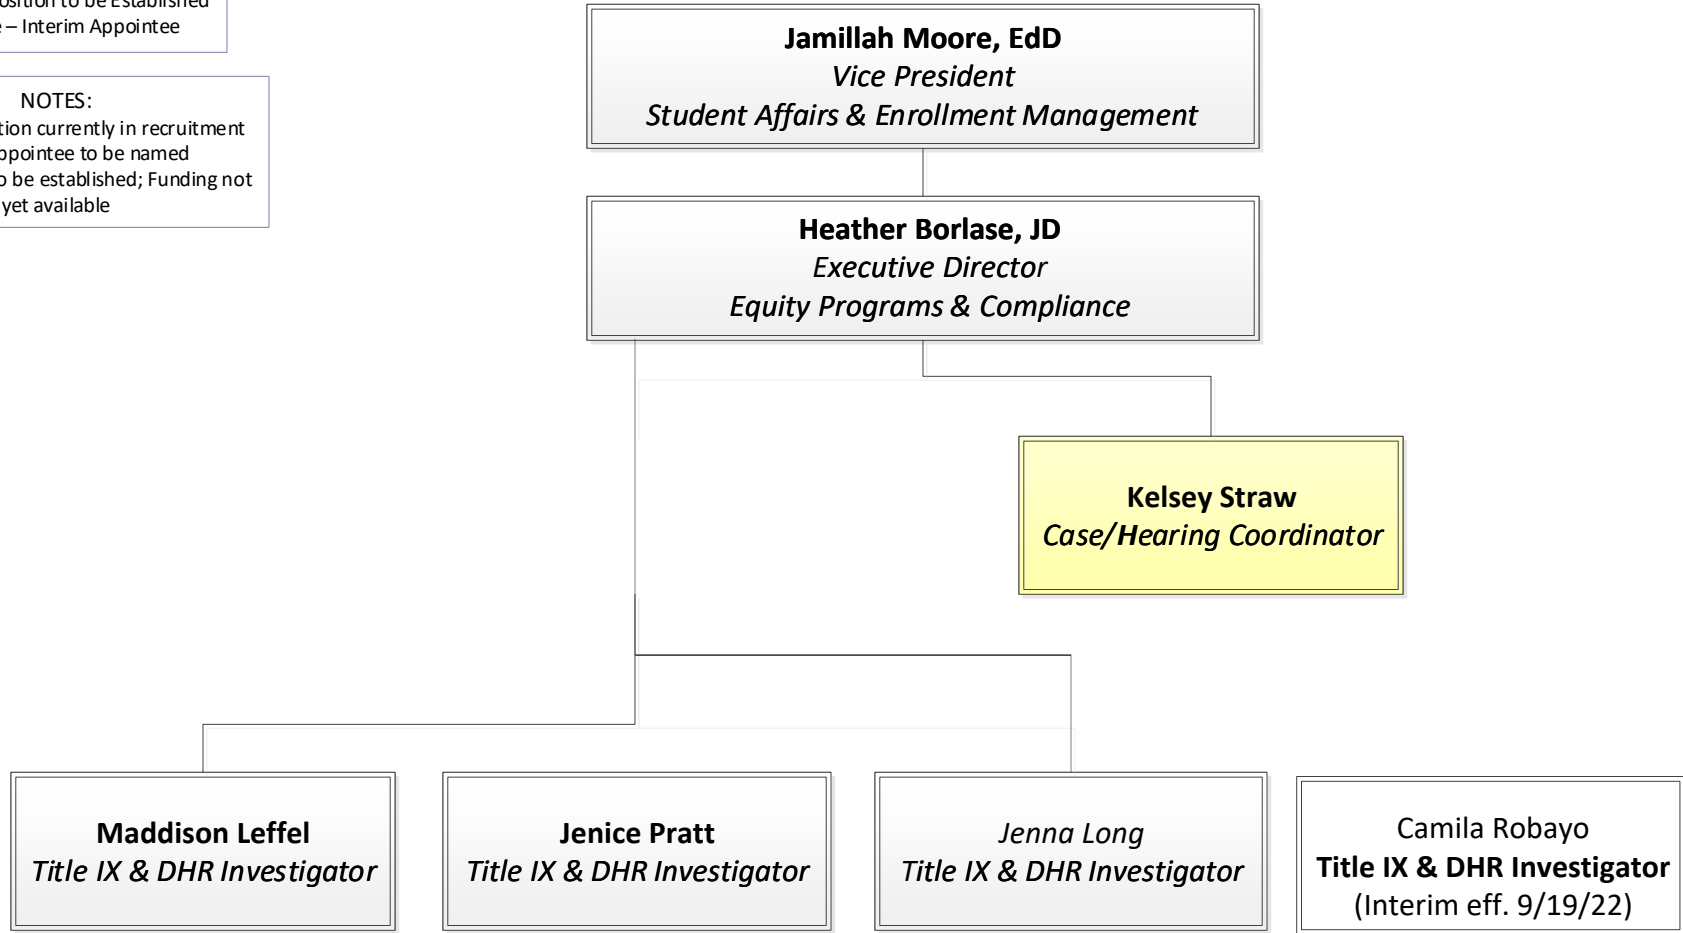 to be Established
– Interim Appointee
NOTES:
currently in recruitment
to be named
be established; Funding not
yet available
Jamillah Moore, EdD
Vice President
Student Affairs & Enrollment Management
Heather Borlase, JD
Executive Director
Equity Programs & Compliance
Kelsey Straw
Case/Hearing Coordinator
Maddison Leffel
Title IX & DHR Investigator
Jenice Pratt
Title IX & DHR Investigator
Jenna Long
Title IX & DHR Investigator
Camila Robayo
Title IX & DHR Investigator
(Interim eff. 9/19/22)